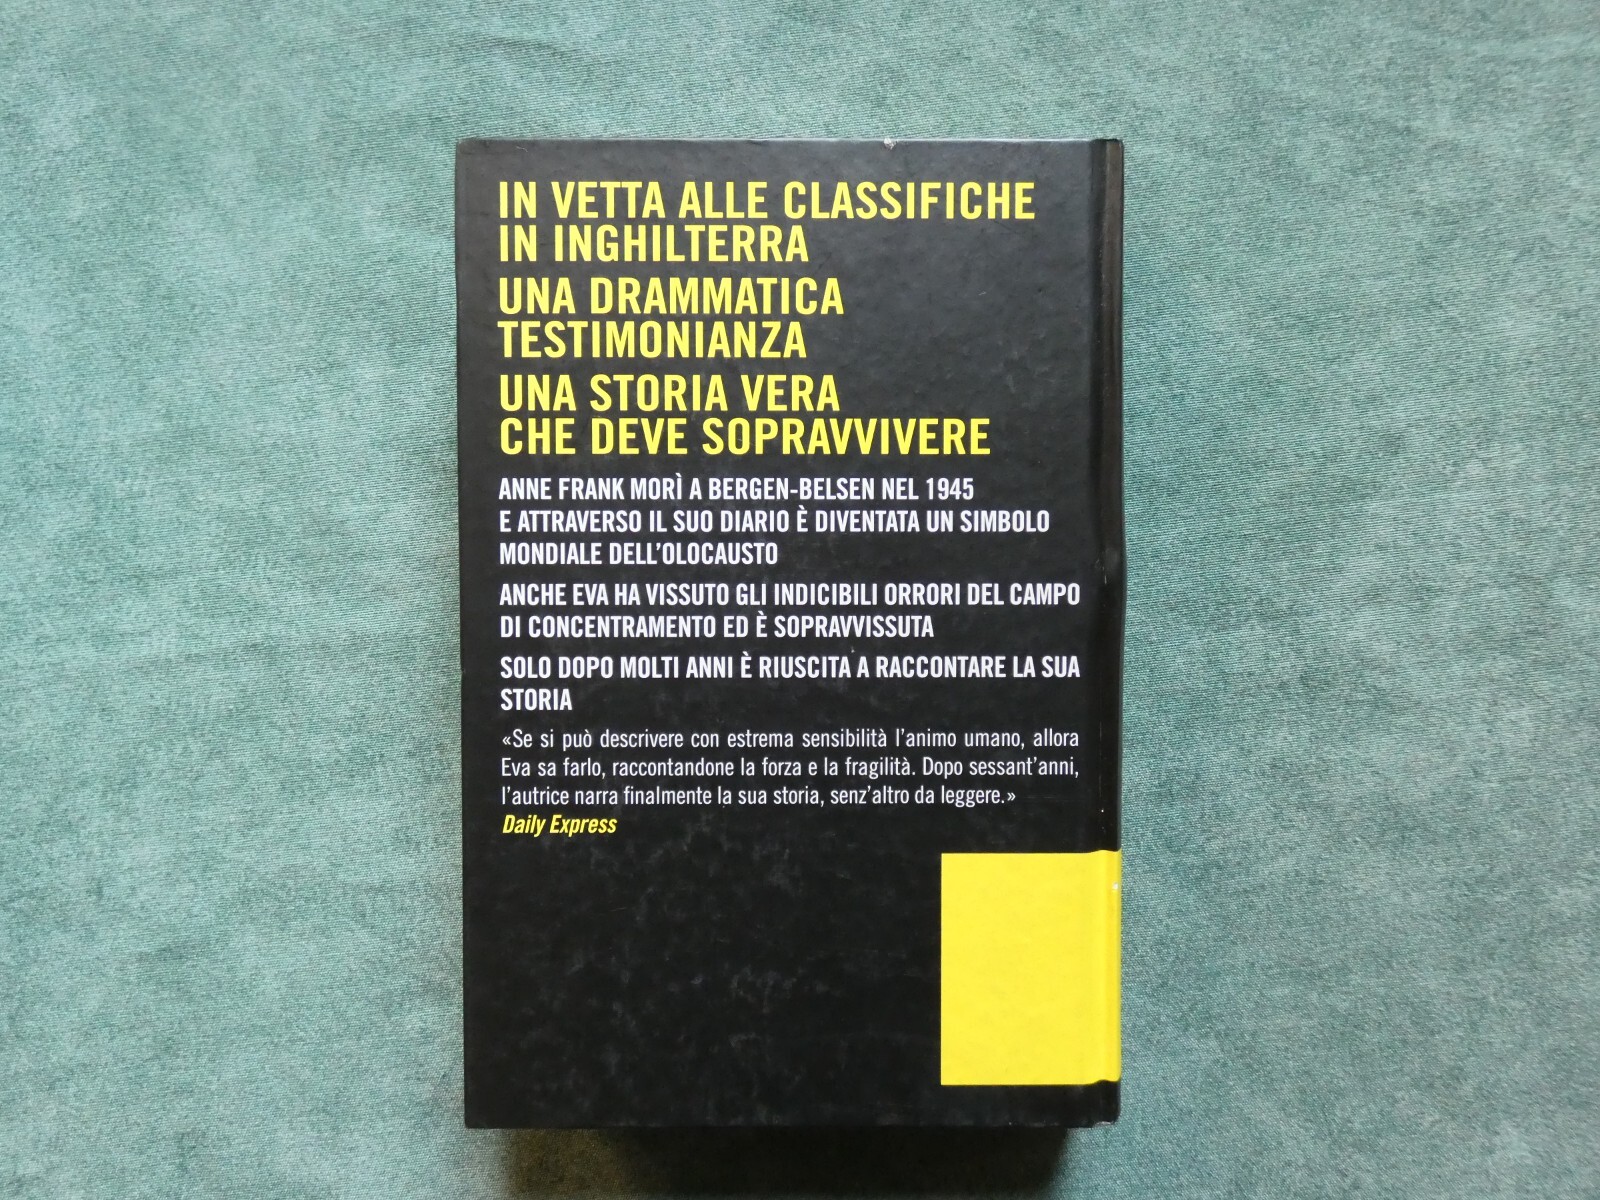 IN VETTA ALLE CLASSIFICHE
IN INGHILTERRA
UNA DRAMMATICA
TESTIMONIANZA
UNA STORIA VERA
CHE DEVE SOPRAVVIVERE
ANNE FRANK MORÌ A BERGEN-BELSEN NEL 1945
E ATTRAVERSO IL SUO DIARIO È DIVENTATA UN SIMBOLO
MONDIALE DELL'OLOCAUSTO
ANCHE EVA HA VISSUTO GLI INDICIBILI ORRORI DEL CAMPO
DI CONCENTRAMENTO ED È SOPRAVVISSUTA
SOLO DOPO MOLTI ANNI È RIUSCITA A RACCONTARE LA SUA
STORIA
«Se si può descrivere con estrema sensibilità l'animo umano, allora
Eva sa farlo, raccontandone la forza e la fragilità. Dopo sessant'anni,
l'autrice narra finalmente la sua storia, senz'altro da leggere.»
Daily Express